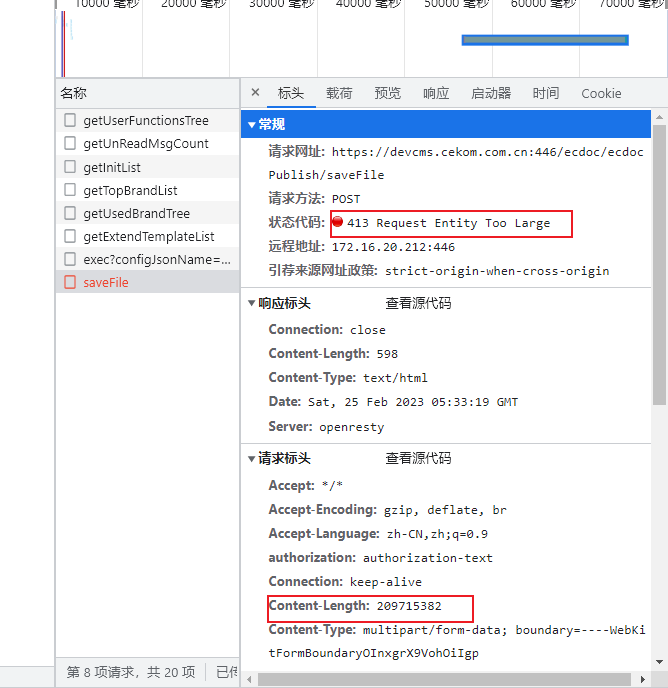 10000 毫秒 20000 毫秒 30000 毫秒 40000 毫秒 50000 毫秒 60000 毫秒 70000 毫秒
名称
getUserFunctionsTree
getUnReadMsgCount
getInitList
getTopBrandList
getUsedBrandTree
getExtendTemplateList
exec?configJsonName=...
saveFile
第 8 项请求，共 20 项 已传
× 标头 载荷 预览 响应 启动器 时间 Cookie
常规
请求网址: https://devcms.cekom.com.cn:446/ecdoc/ecdoc
Publish/saveFile
请求方法: POST
状态代码: 413 Request Entity Too Large
远程地址: 172.16.20.212:446
引荐来源网址政策: strict-origin-when-cross-origin
响应标头 查看源代码
Connection: close
Content-Length: 598
Content-Type: text/html
Date: Sat, 25 Feb 2023 05:33:19 GMT
Server: openresty
请求标头 查看源代码
Accept: */*
Accept-Encoding: gzip, deflate, br
Accept-Language: zh-CN,zh;q=0.9
authorization: authorization-text
Connection: keep-alive
Content-Length: 209715382
Content-Type: multipart/form-data; boundary=----WebKi
tFormBoundaryOInxgrX9VohOiIgp